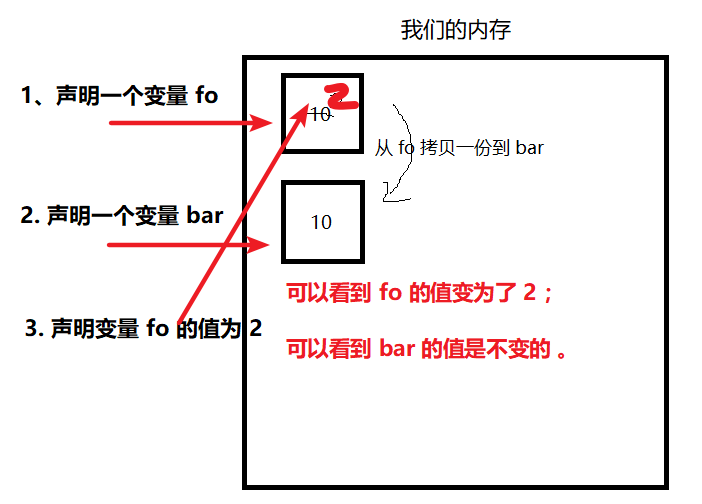 我们的内存
1、声明一个变量 fo
10
2
从 fo 拷贝一份到 bar
2. 声明一个变量 bar
10
可以看到 fo 的值变为了 2；
3. 声明变量 fo 的值为 2
可以看到 bar 的值是不变的 。